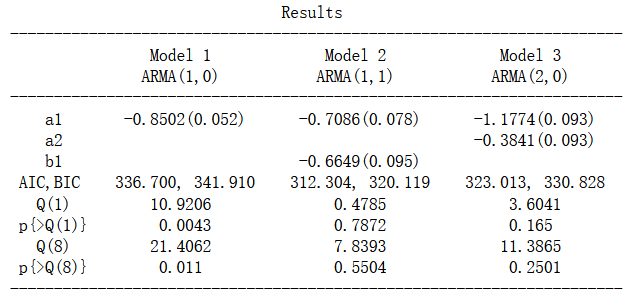 Results
Model 1 Model 2 Model 3
ARMA(1,0) ARMA(1,1) ARMA(2,0)
a1 -0.8502(0.052) -0.7086(0.078) -1.1774(0.093)
a2 -0.3841(0.093)
b1 -0.6649(0.095)
AIC,BIC 336.700, 341.910 312.304, 320.119 323.013, 330.828
Q(1) 10.9206 0.4785 3.6041
p{>Q(1)} 0.0043 0.7872 0.165
Q(8) 21.4062 7.8393 11.3865
p{>Q(8)} 0.011 0.5504 0.2501